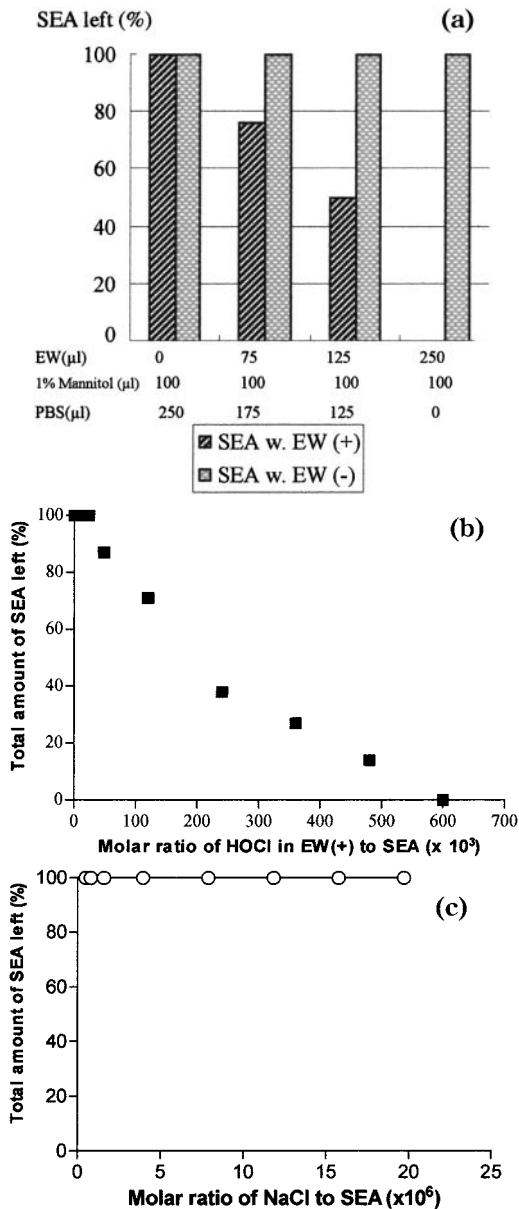 SEA left (%)
(a)
100
80
60
40
20
0
EW(µl) 0 75 125 250
1% Mannitol (µl) 100 100 100 100
PBS(µl) 250 175 125 0
SEA w. EW (+)
SEA w. EW (-)
(b)
Total amount of SEA left (%)
100
80
60
40
20
0
0 100 200 300 400 500 600 700
Molar ratio of HOCl in EW(+) to SEA (x 10³)
(c)
Total amount of SEA left (%)
100
80
60
40
20
0
0 5 10 15 20 25
Molar ratio of NaCl to SEA (x10⁶)